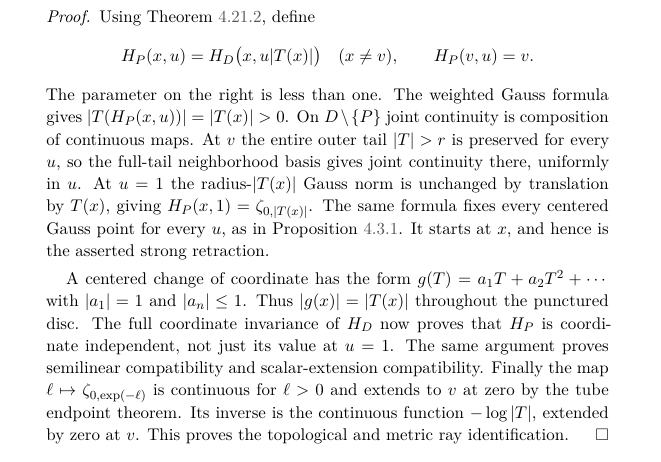 Proof. Using Theorem 4.21.2, define
H_P(x, u) = H_D(x, u|T(x)|) (x ≠ v), H_P(v, u) = v.
The parameter on the right is less than one. The weighted Gauss formula
gives |T(H_P(x, u))| = |T(x)| > 0. On D\{P} joint continuity is composition
of continuous maps. At v the entire outer tail |T| > r is preserved for every
u, so the full-tail neighborhood basis gives joint continuity there, uniformly
in u. At u = 1 the radius-|T(x)| Gauss norm is unchanged by translation
by T(x), giving H_P(x, 1) = ζ_{0,|T(x)|}. The same formula fixes every centered
Gauss point for every u, as in Proposition 4.3.1. It starts at x, and hence is
the asserted strong retraction.
A centered change of coordinate has the form g(T) = a₁T + a₂T² + ⋯
with |a₁| = 1 and |aₙ| ≤ 1. Thus |g(x)| = |T(x)| throughout the punctured
disc. The full coordinate invariance of H_D now proves that H_P is coordi-
nate independent, not just its value at u = 1. The same argument proves
semilinear compatibility and scalar-extension compatibility. Finally the map
ℓ ↦ ζ_{0,exp(−ℓ)} is continuous for ℓ > 0 and extends to v at zero by the tube
endpoint theorem. Its inverse is the continuous function − log |T|, extended
by zero at v. This proves the topological and metric ray identification. □